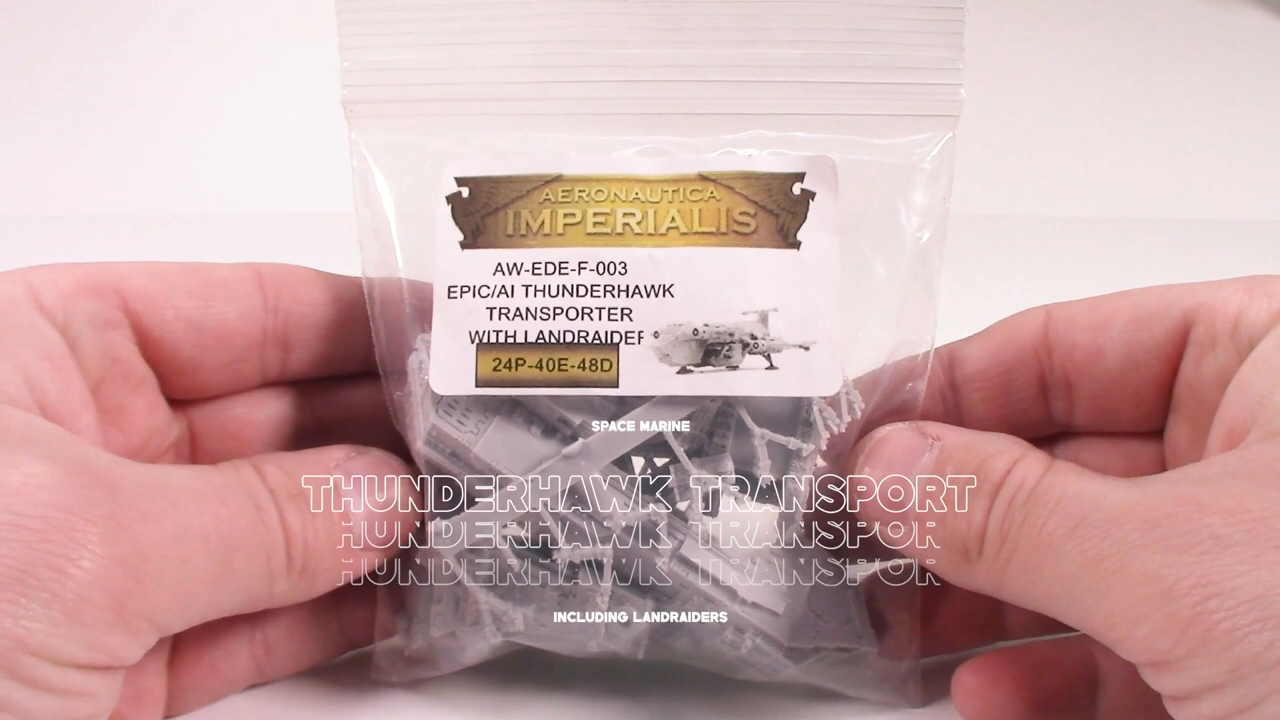 AERONAUTICA
IMPERIALIS
AW-EDE-F-003
EPIC/AI THUNDERHAWK
TRANSPORTER
WITH LANDRAIDER
24P-40E-48D
SPACE MARINE
THUNDERHAWK TRANSPORT
HUNDERHAWK TRANSPOR
HUNDERHAWK TRANSPOR
INCLUDING LANDRAIDERS